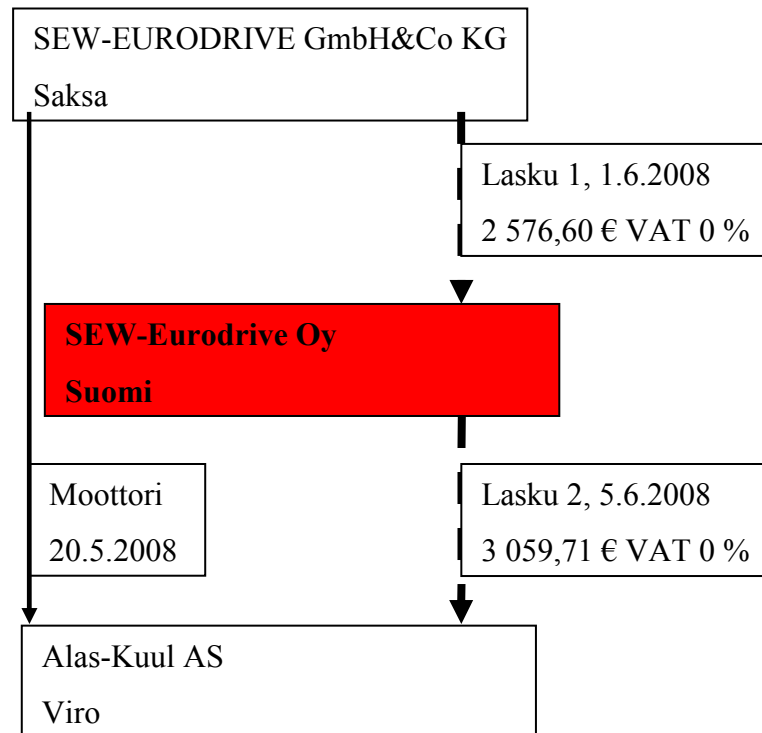 SEW-EURODRIVE GmbH&Co KG
Saksa
Lasku 1, 1.6.2008
2 576,60 € VAT 0 %
SEW-Eurodrive Oy
Suomi
Moottori
20.5.2008
Lasku 2, 5.6.2008
3 059,71 € VAT 0 %
Alas-Kuul AS
Viro